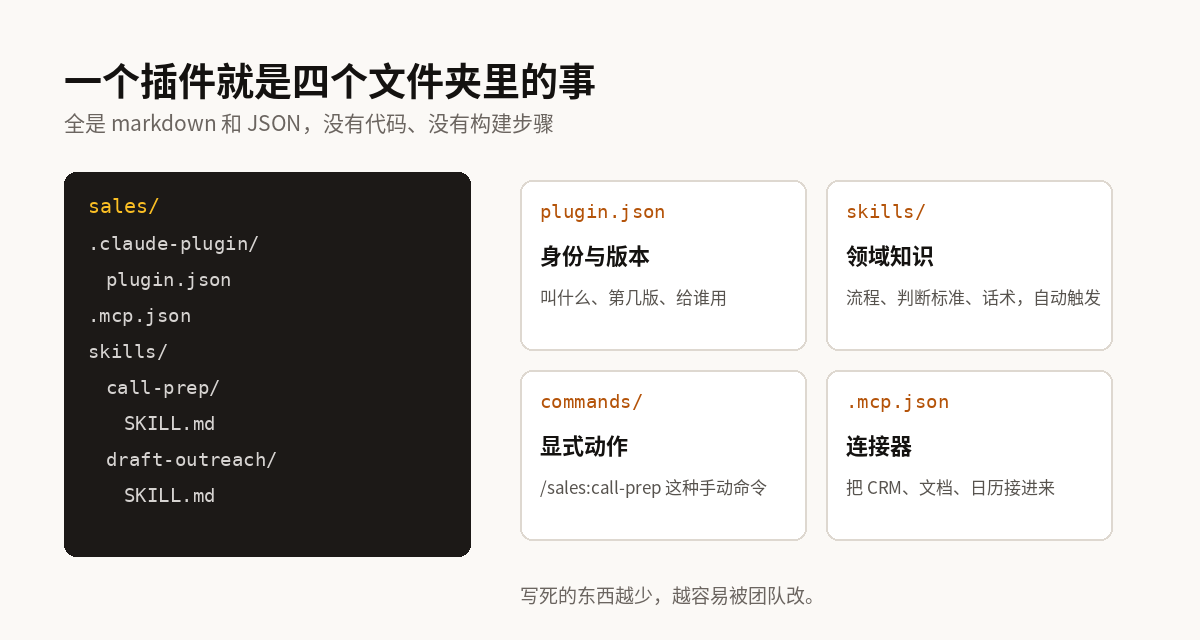 一个插件就是四个文件夹里的事
全是 markdown 和 JSON，没有代码、没有构建步骤
sales/
.claude-plugin/
plugin.json
.mcp.json
skills/
call-prep/
SKILL.md
draft-outreach/
SKILL.md
plugin.json
身份与版本
叫什么、第几版、给谁用
skills/
领域知识
流程、判断标准、话术，自动触发
commands/
显式动作
/sales:call-prep 这种手动命令
.mcp.json
连接器
把 CRM、文档、日历接进来
写死的东西越少，越容易被团队改。